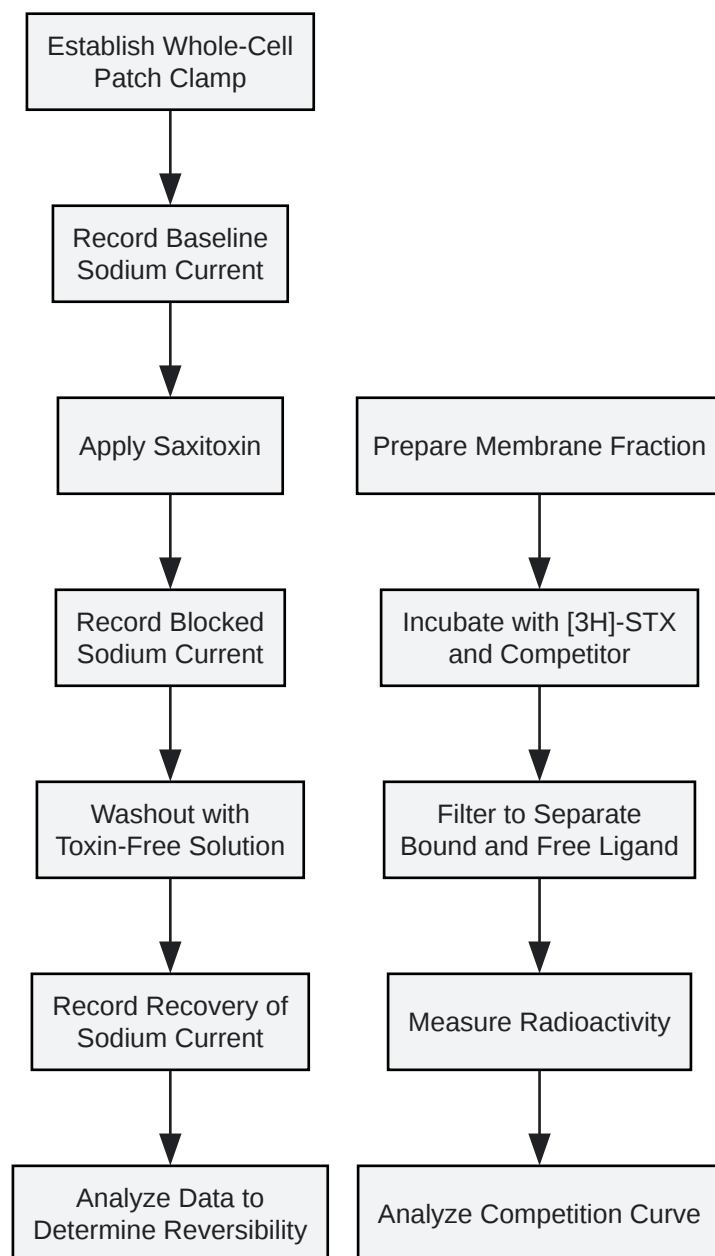 Establish Whole-Cell
Patch Clamp
Record Baseline
Sodium Current
Apply Saxitoxin
Record Blocked
Sodium Current
Washout with
Toxin-Free Solution
Record Recovery of
Sodium Current
Analyze Data to
Determine Reversibility
Prepare Membrane Fraction
Incubate with [3H]-STX
and Competitor
Filter to Separate
Bound and Free Ligand
Measure Radioactivity
Analyze Competition Curve